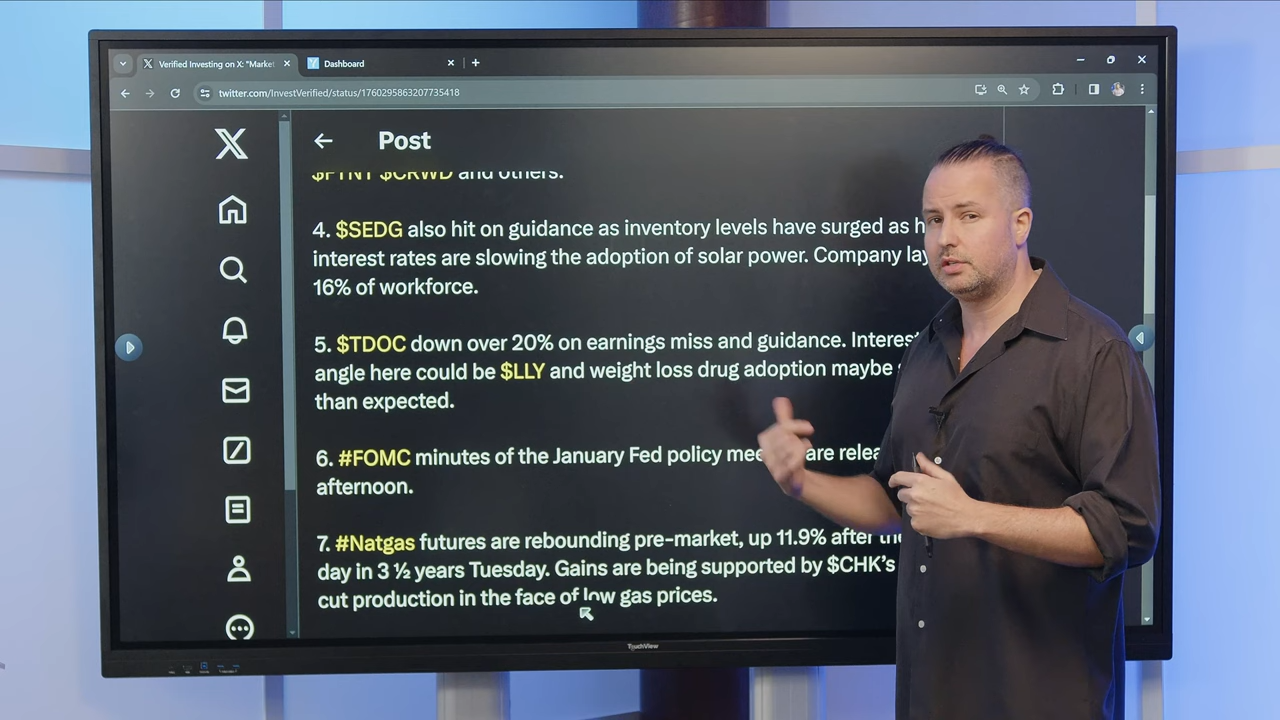 Verified Investing on X: "Market
Dashboard
twitter.com/InvestVerified/status/1760295863207735418
Post
$FTNT $CRWD and others.
4. $SEDG also hit on guidance as inventory levels have surged as
interest rates are slowing the adoption of solar power. Company
16% of workforce.
5. $TDOC down over 20% on earnings miss and guidance.
angle here could be $LLY and weight loss drug adoption maybe
than expected.
6. #FOMC minutes of the January Fed policy are
afternoon.
7. #Natgas futures are rebounding pre-market, up 11.9% after
day in 3 ½ years Tuesday. Gains are being supported by $CHK's
cut production in the face of low gas prices.
TouchView